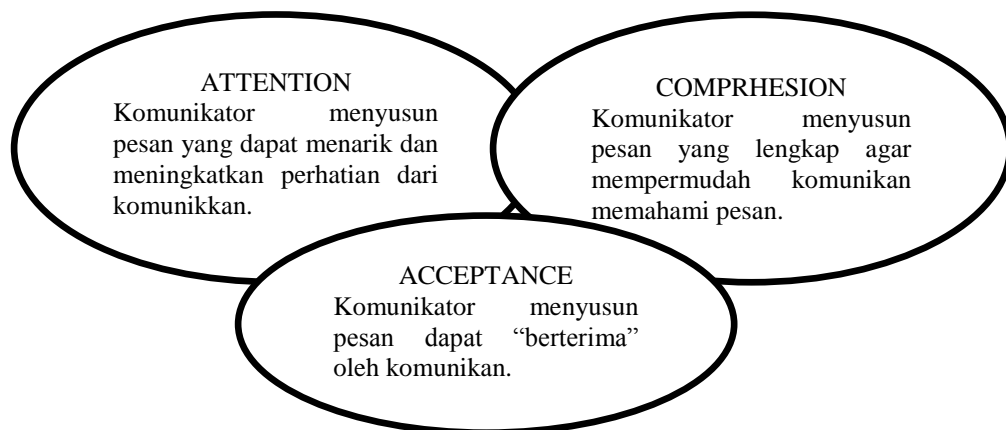 ATTENTION
Komunikator menyusun
pesan yang dapat menarik dan
meningkatkan perhatian dari
komunikkan.
COMPRHESION
Komunikator menyusun
pesan yang lengkap agar
mempermudah komunikan
memahami pesan.
ACCEPTANCE
Komunikator menyusun
pesan dapat “berterima”
oleh komunikan.